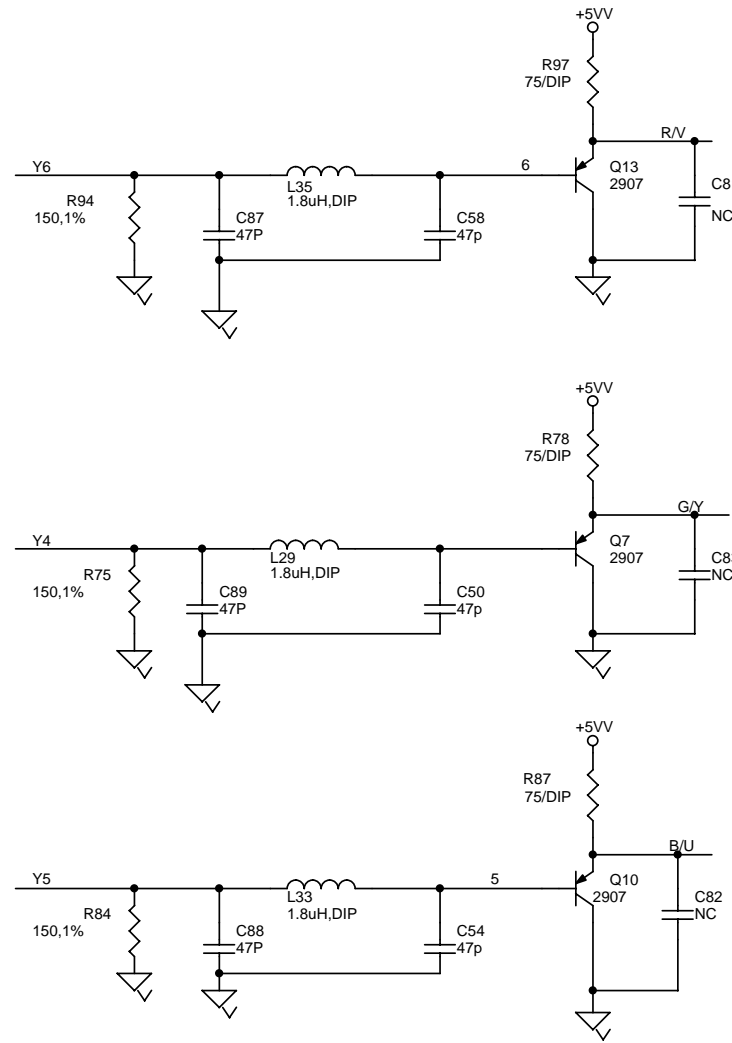 +5VV
R97
75/DIP
R/V
Y6
6
Q13
2907
R94
150,1%
L35
1.8uH,DIP
C87
47P
C58
47p
C8
NC
+5VV
R78
75/DIP
G/Y
Y4
Q7
2907
R75
150,1%
L29
1.8uH,DIP
C89
47P
C50
47p
NC
+5VV
R87
75/DIP
B/U
Y5
5
Q10
2907
R84
150,1%
L33
1.8uH,DIP
C88
47P
C54
47p
C82
NC